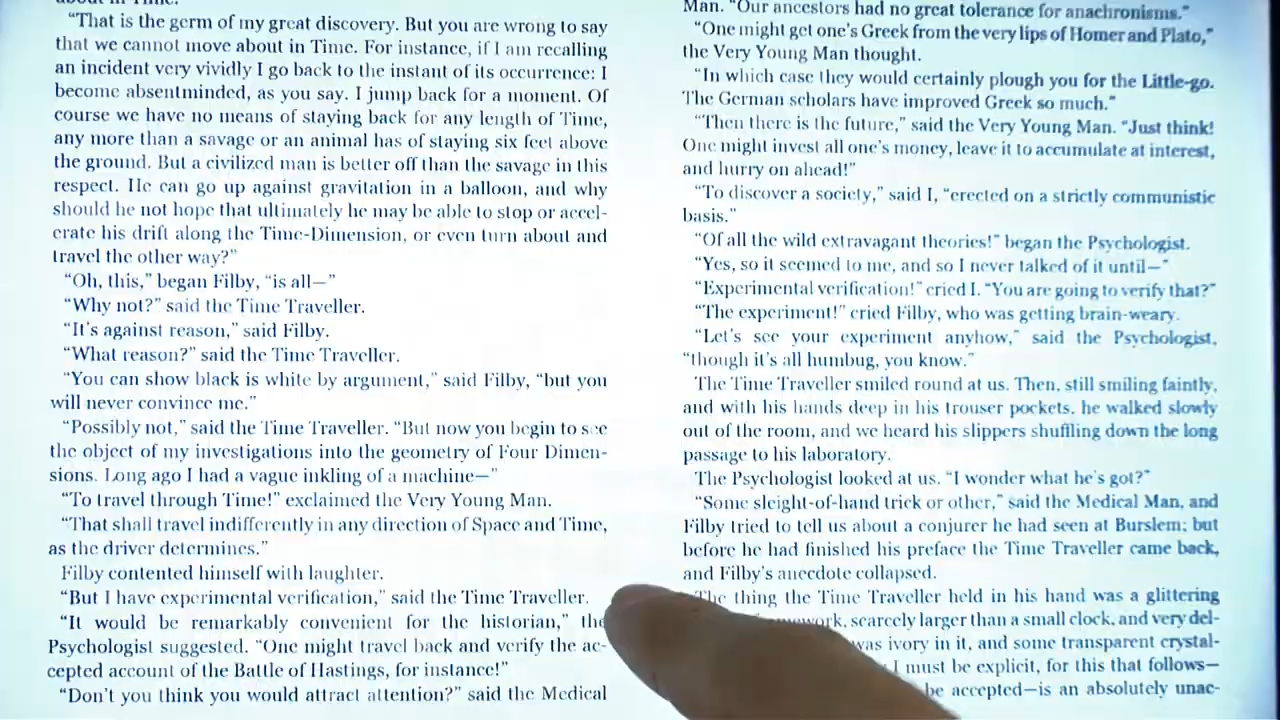 about in Time."
"That is the germ of my great discovery. But you are wrong to say
that we cannot move about in Time. For instance, if I am recalling
an incident very vividly I go back to the instant of its occurrence: I
become absentminded, as you say. I jump back for a moment. Of
course we have no means of staying back for any length of Time,
any more than a savage or an animal has of staying six feet above
the ground. But a civilized man is better off than the savage in this
respect. He can go up against gravitation in a balloon, and why
should he not hope that ultimately he may be able to stop or accel-
erate his drift along the Time-Dimension, or even turn about and
travel the other way?"
"Oh, this," began Filby, "is all—"
"Why not?" said the Time Traveller.
"It's against reason," said Filby.
"What reason?" said the Time Traveller.
"You can show black is white by argument," said Filby, "but you
will never convince me."
"Possibly not," said the Time Traveller. "But now you begin to see
the object of my investigations into the geometry of Four Dimen-
sions. Long ago I had a vague inkling of a machine—"
"To travel through Time!" exclaimed the Very Young Man.
"That shall travel indifferently in any direction of Space and Time,
as the driver determines."
Filby contented himself with laughter.
"But I have experimental verification," said the Time Traveller.
"It would be remarkably convenient for the historian," the
Psychologist suggested. "One might travel back and verify the ac-
cepted account of the Battle of Hastings, for instance!"
"Don't you think you would attract attention?" said the Medical
Man. "Our ancestors had no great tolerance for anachronisms."
"One might get one's Greek from the very lips of Homer and Plato,"
the Very Young Man thought.
"In which case they would certainly plough you for the Little-go.
The German scholars have improved Greek so much."
"Then there is the future," said the Very Young Man. "Just think!
One might invest all one's money, leave it to accumulate at interest,
and hurry on ahead!"
"To discover a society," said I, "erected on a strictly communistic
basis."
"Of all the wild extravagant theories!" began the Psychologist.
"Yes, so it seemed to me, and so I never talked of it until—"
"Experimental verification!" cried I. "You are going to verify that?"
"The experiment!" cried Filby, who was getting brain-weary.
"Let's see your experiment anyhow," said the Psychologist,
"though it's all humbug, you know."
The Time Traveller smiled round at us. Then, still smiling faintly,
and with his hands deep in his trouser pockets, he walked slowly
out of the room, and we heard his slippers shuffling down the long
passage to his laboratory.
The Psychologist looked at us. "I wonder what he's got?"
"Some sleight-of-hand trick or other," said the Medical Man, and
Filby tried to tell us about a conjurer he had seen at Burslem; but
before he had finished his preface the Time Traveller came back,
and Filby's anecdote collapsed.
The thing the Time Traveller held in his hand was a glittering
scarcely larger than a small clock, and very del-
was ivory in it, and some transparent crystal-
I must be explicit, for this that follows—
be accepted—is an absolutely unac-